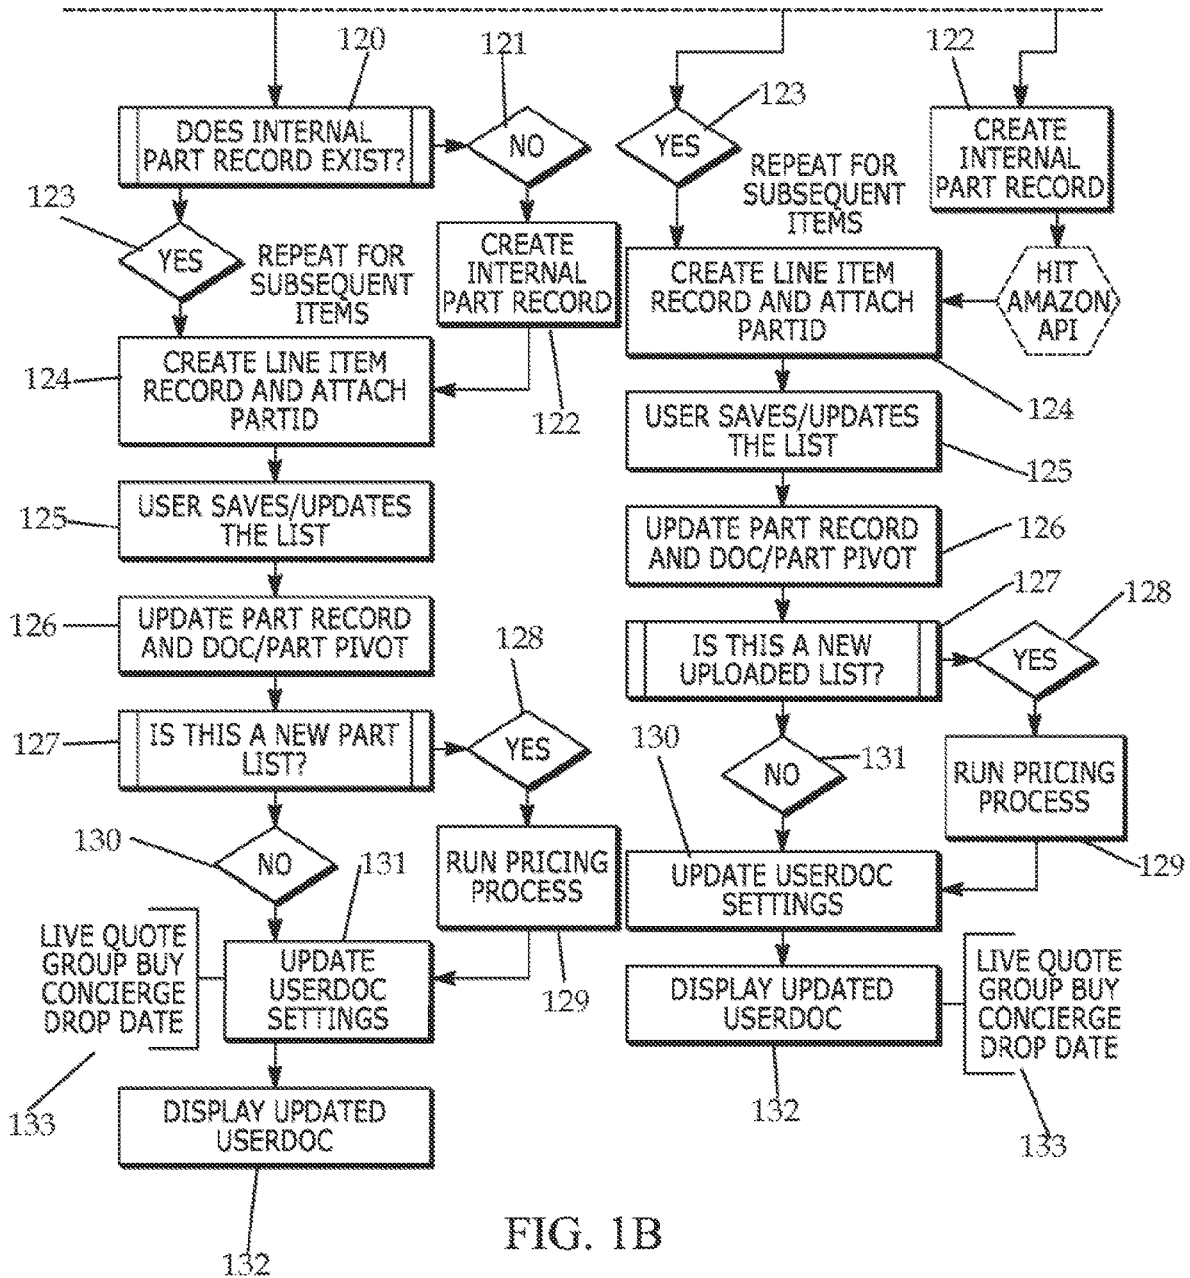 120
121
122
123
DOES INTERNAL
PART RECORD EXIST?
NO
YES
CREATE
INTERNAL
PART RECORD
REPEAT FOR
SUBSEQUENT
ITEMS
123
YES
REPEAT FOR
SUBSEQUENT
ITEMS
CREATE
INTERNAL
PART RECORD
CREATE LINE ITEM
RECORD AND ATTACH
PARTID
HIT
AMAZON
API
124
CREATE LINE ITEM
RECORD AND ATTACH
PARTID
122
124
USER SAVES/UPDATES
THE LIST
125
125
USER SAVES/UPDATES
THE LIST
UPDATE PART RECORD
AND DOC/PART PIVOT
126
127
128
126
UPDATE PART RECORD
AND DOC/PART PIVOT
128
IS THIS A NEW
UPLOADED LIST?
YES
127
IS THIS A NEW PART
LIST?
YES
130
NO
131
RUN PRICING
PROCESS
130
NO
131
RUN PRICING
PROCESS
UPDATE USERDOC
SETTINGS
129
LIVE QUOTE
GROUP BUY
CONCIERGE
DROP DATE
UPDATE
USERDOC
SETTINGS
129
DISPLAY UPDATED
USERDOC
LIVE QUOTE
GROUP BUY
CONCIERGE
DROP DATE
133
DISPLAY UPDATED
USERDOC
132
133
132
FIG. 1B